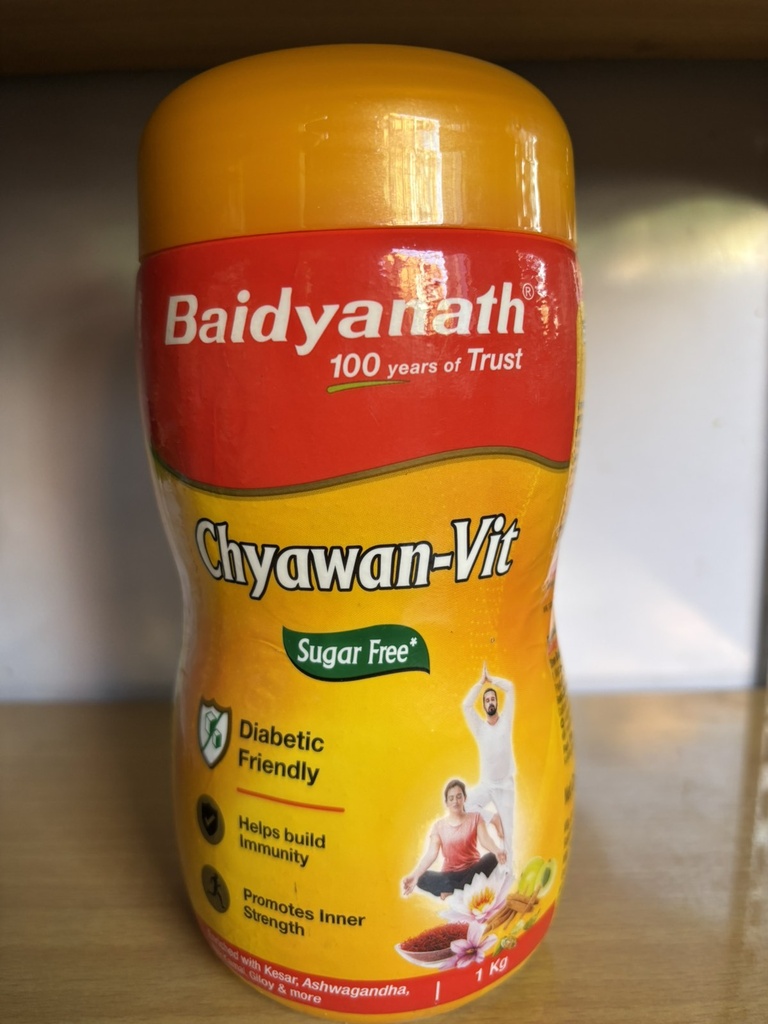 Baidyanath®
100 years of Trust
Chyawan-Vit
Sugar Free*
Diabetic
Friendly
Helps build
Immunity
Promotes Inner
Strength
Enriched with Kesar, Ashwagandha,
Giloy & more
1 Kg